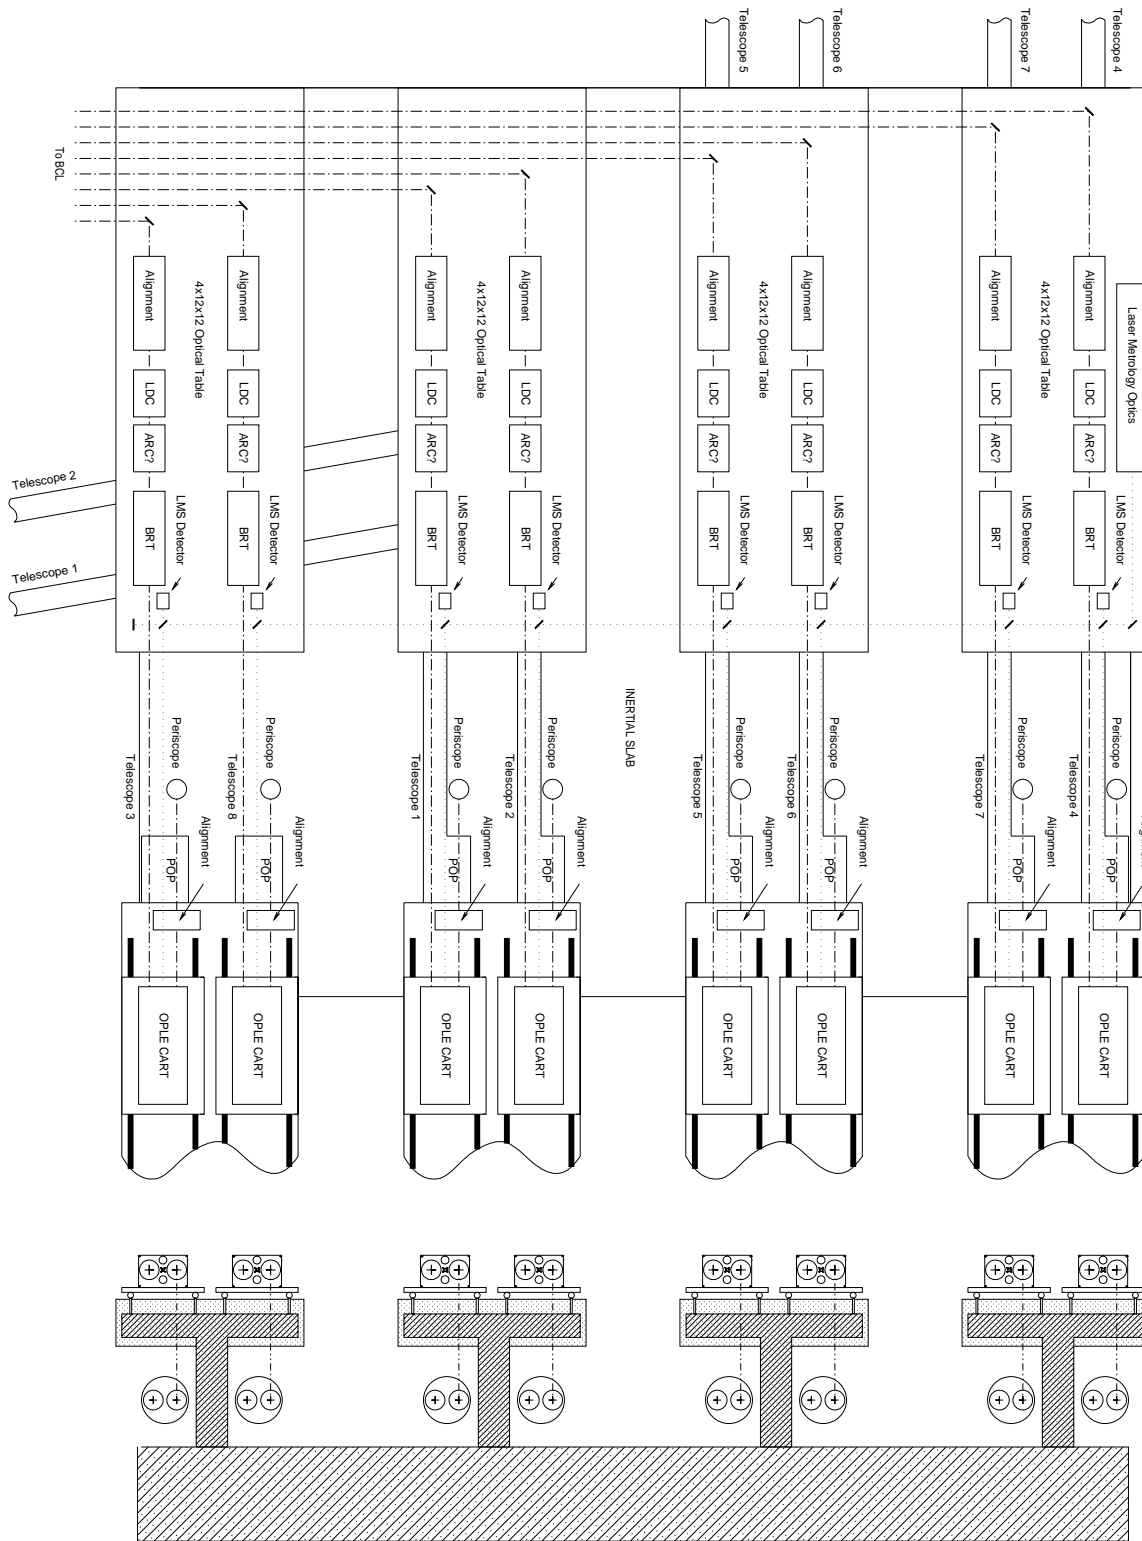 Telescope 5
Telescope 6
Telescope 7
Telescope 4
To BCL
Alignment
Alignment
Alignment
Alignment
Alignment
Alignment
Alignment
Alignment
4x12x12 Optical Table
4x12x12 Optical Table
4x12x12 Optical Table
4x12x12 Optical Table
Laser Metrology Optics
LDC
LDC
LDC
LDC
LDC
LDC
LDC
LDC
ARC?
ARC?
ARC?
ARC?
ARC?
ARC?
ARC?
ARC?
Telescope 2
BRT
BRT
BRT
BRT
BRT
BRT
BRT
BRT
LMS Detector
LMS Detector
LMS Detector
LMS Detector
LMS Detector
LMS Detector
LMS Detector
LMS Detector
Telescope 1
INERTIAL SLAB
Periscope
Periscope
Periscope
Periscope
Periscope
Periscope
Periscope
Periscope
Telescope 3
Telescope 8
Telescope 1
Telescope 2
Telescope 5
Telescope 6
Telescope 7
Telescope 4
Alignment
Alignment
Alignment
Alignment
Alignment
Alignment
Alignment
Alignment
POP
POP
POP
POP
POP
POP
POP
POP
OPLE CART
OPLE CART
OPLE CART
OPLE CART
OPLE CART
OPLE CART
OPLE CART
OPLE CART